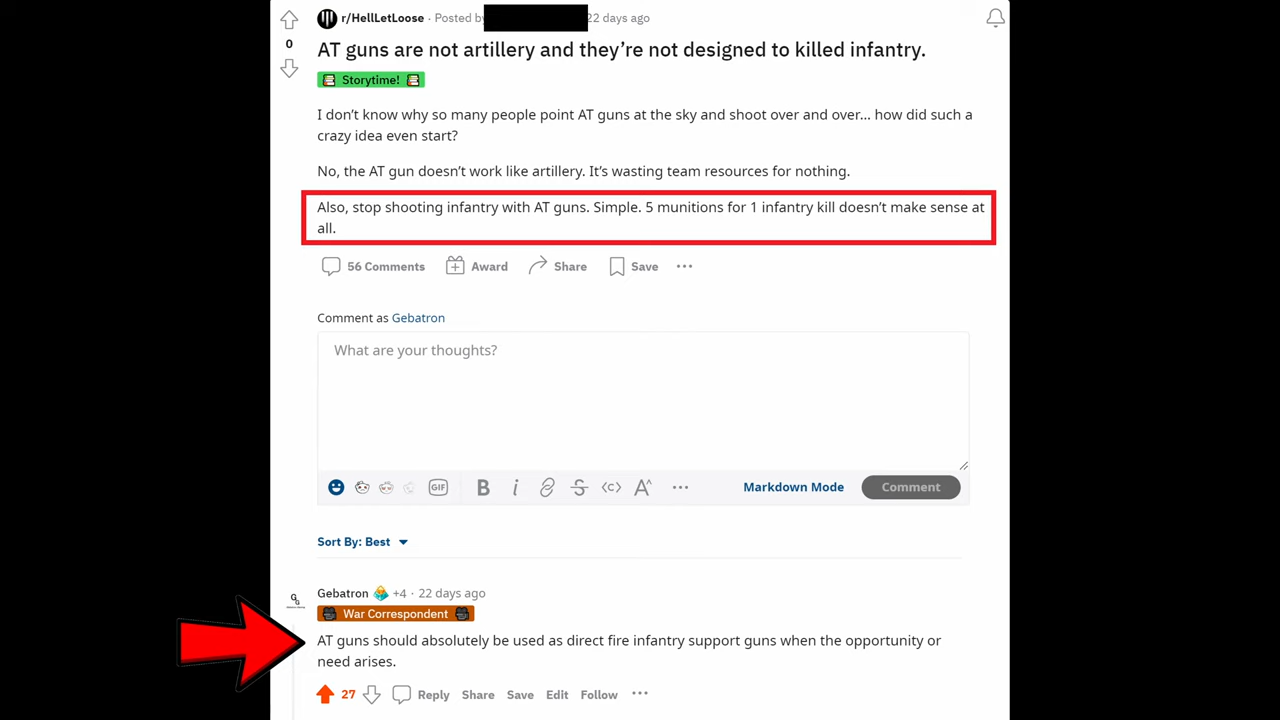 r/HellLetLoose · Posted by 22 days ago
0
AT guns are not artillery and they’re not designed to killed infantry.
Storytime!
I don’t know why so many people point AT guns at the sky and shoot over and over... how did such a
crazy idea even start?
No, the AT gun doesn’t work like artillery. It’s wasting team resources for nothing.
Also, stop shooting infantry with AT guns. Simple. 5 munitions for 1 infantry kill doesn’t make sense at
all.
56 Comments Award Share Save ...
Comment as Gebatron
What are your thoughts?
GIF B i <c> A^ ... Markdown Mode Comment
Sort By: Best
Gebatron +4 · 22 days ago
War Correspondent
AT guns should absolutely be used as direct fire infantry support guns when the opportunity or
need arises.
27 Reply Share Save Edit Follow ...